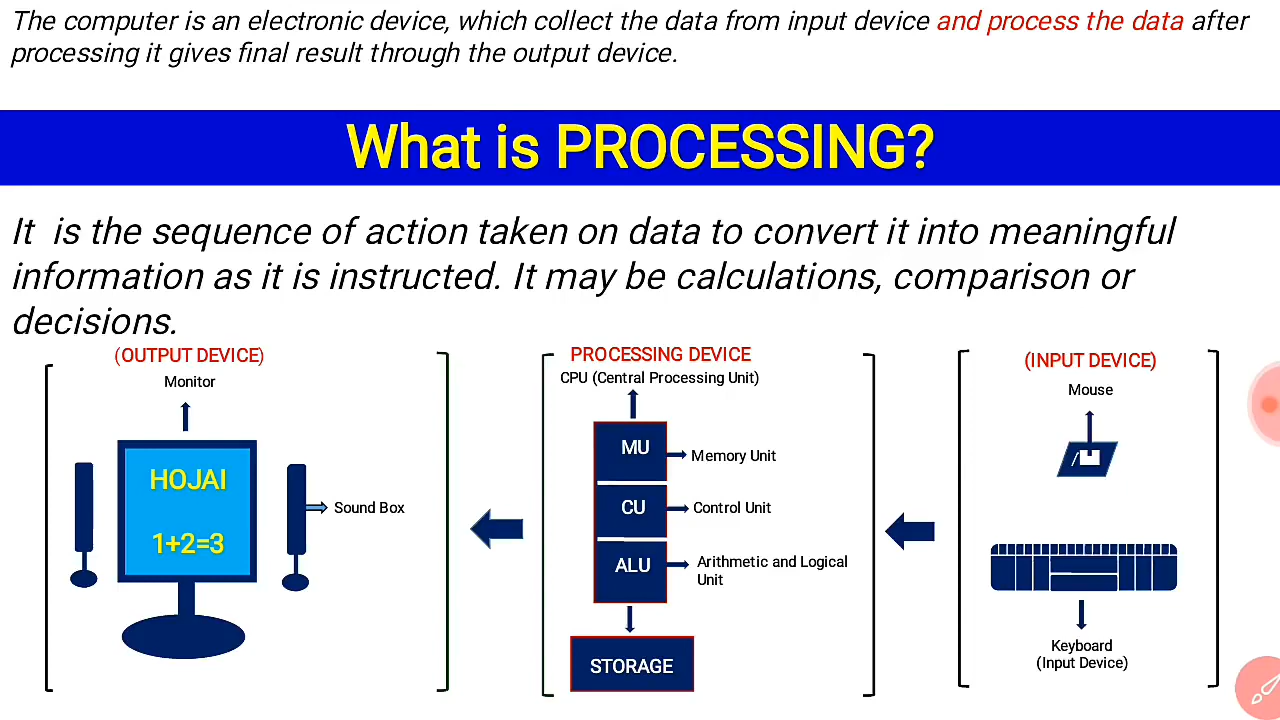 The computer is an electronic device, which collect the data from input device and process the data after
processing it gives final result through the output device.
What is PROCESSING?
It is the sequence of action taken on data to convert it into meaningful
information as it is instructed. It may be calculations, comparison or
decisions.
(OUTPUT DEVICE)
Monitor
HOJAI
1+2=3
Sound Box
PROCESSING DEVICE
CPU (Central Processing Unit)
MU
Memory Unit
CU
Control Unit
ALU
Arithmetic and Logical
Unit
STORAGE
(INPUT DEVICE)
Mouse
Keyboard
(Input Device)